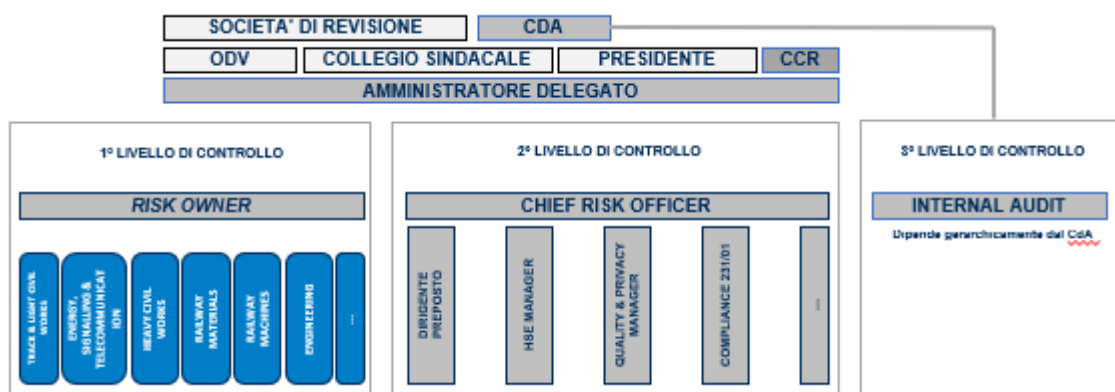 SOCIETA' DI REVISIONE
CDA
ODV
COLLEGIO SINDACALE
PRESIDENTE
CCR
AMMINISTRATORE DELEGATO
1° LIVELLO DI CONTROLLO
2° LIVELLO DI CONTROLLO
3° LIVELLO DI CONTROLLO
RISK OWNER
CHIEF RISK OFFICER
INTERNAL AUDIT
Dipende gerarchicamente dal CdA
TRACK & LIGHT CIVIL
WORKS
ENERGY,
SIGNALLING &
TELECOMMUNICAT
ION
HEAVY CIVIL
WORKS
RAILWAY
MATERIALS
RAILWAY
MACHINES
ENGINEERING
...
DIRIGENTE
PREPOSTO
HSE MANAGER
QUALITY & PRIVACY
MANAGER
COMPLIANCE 231/01
...